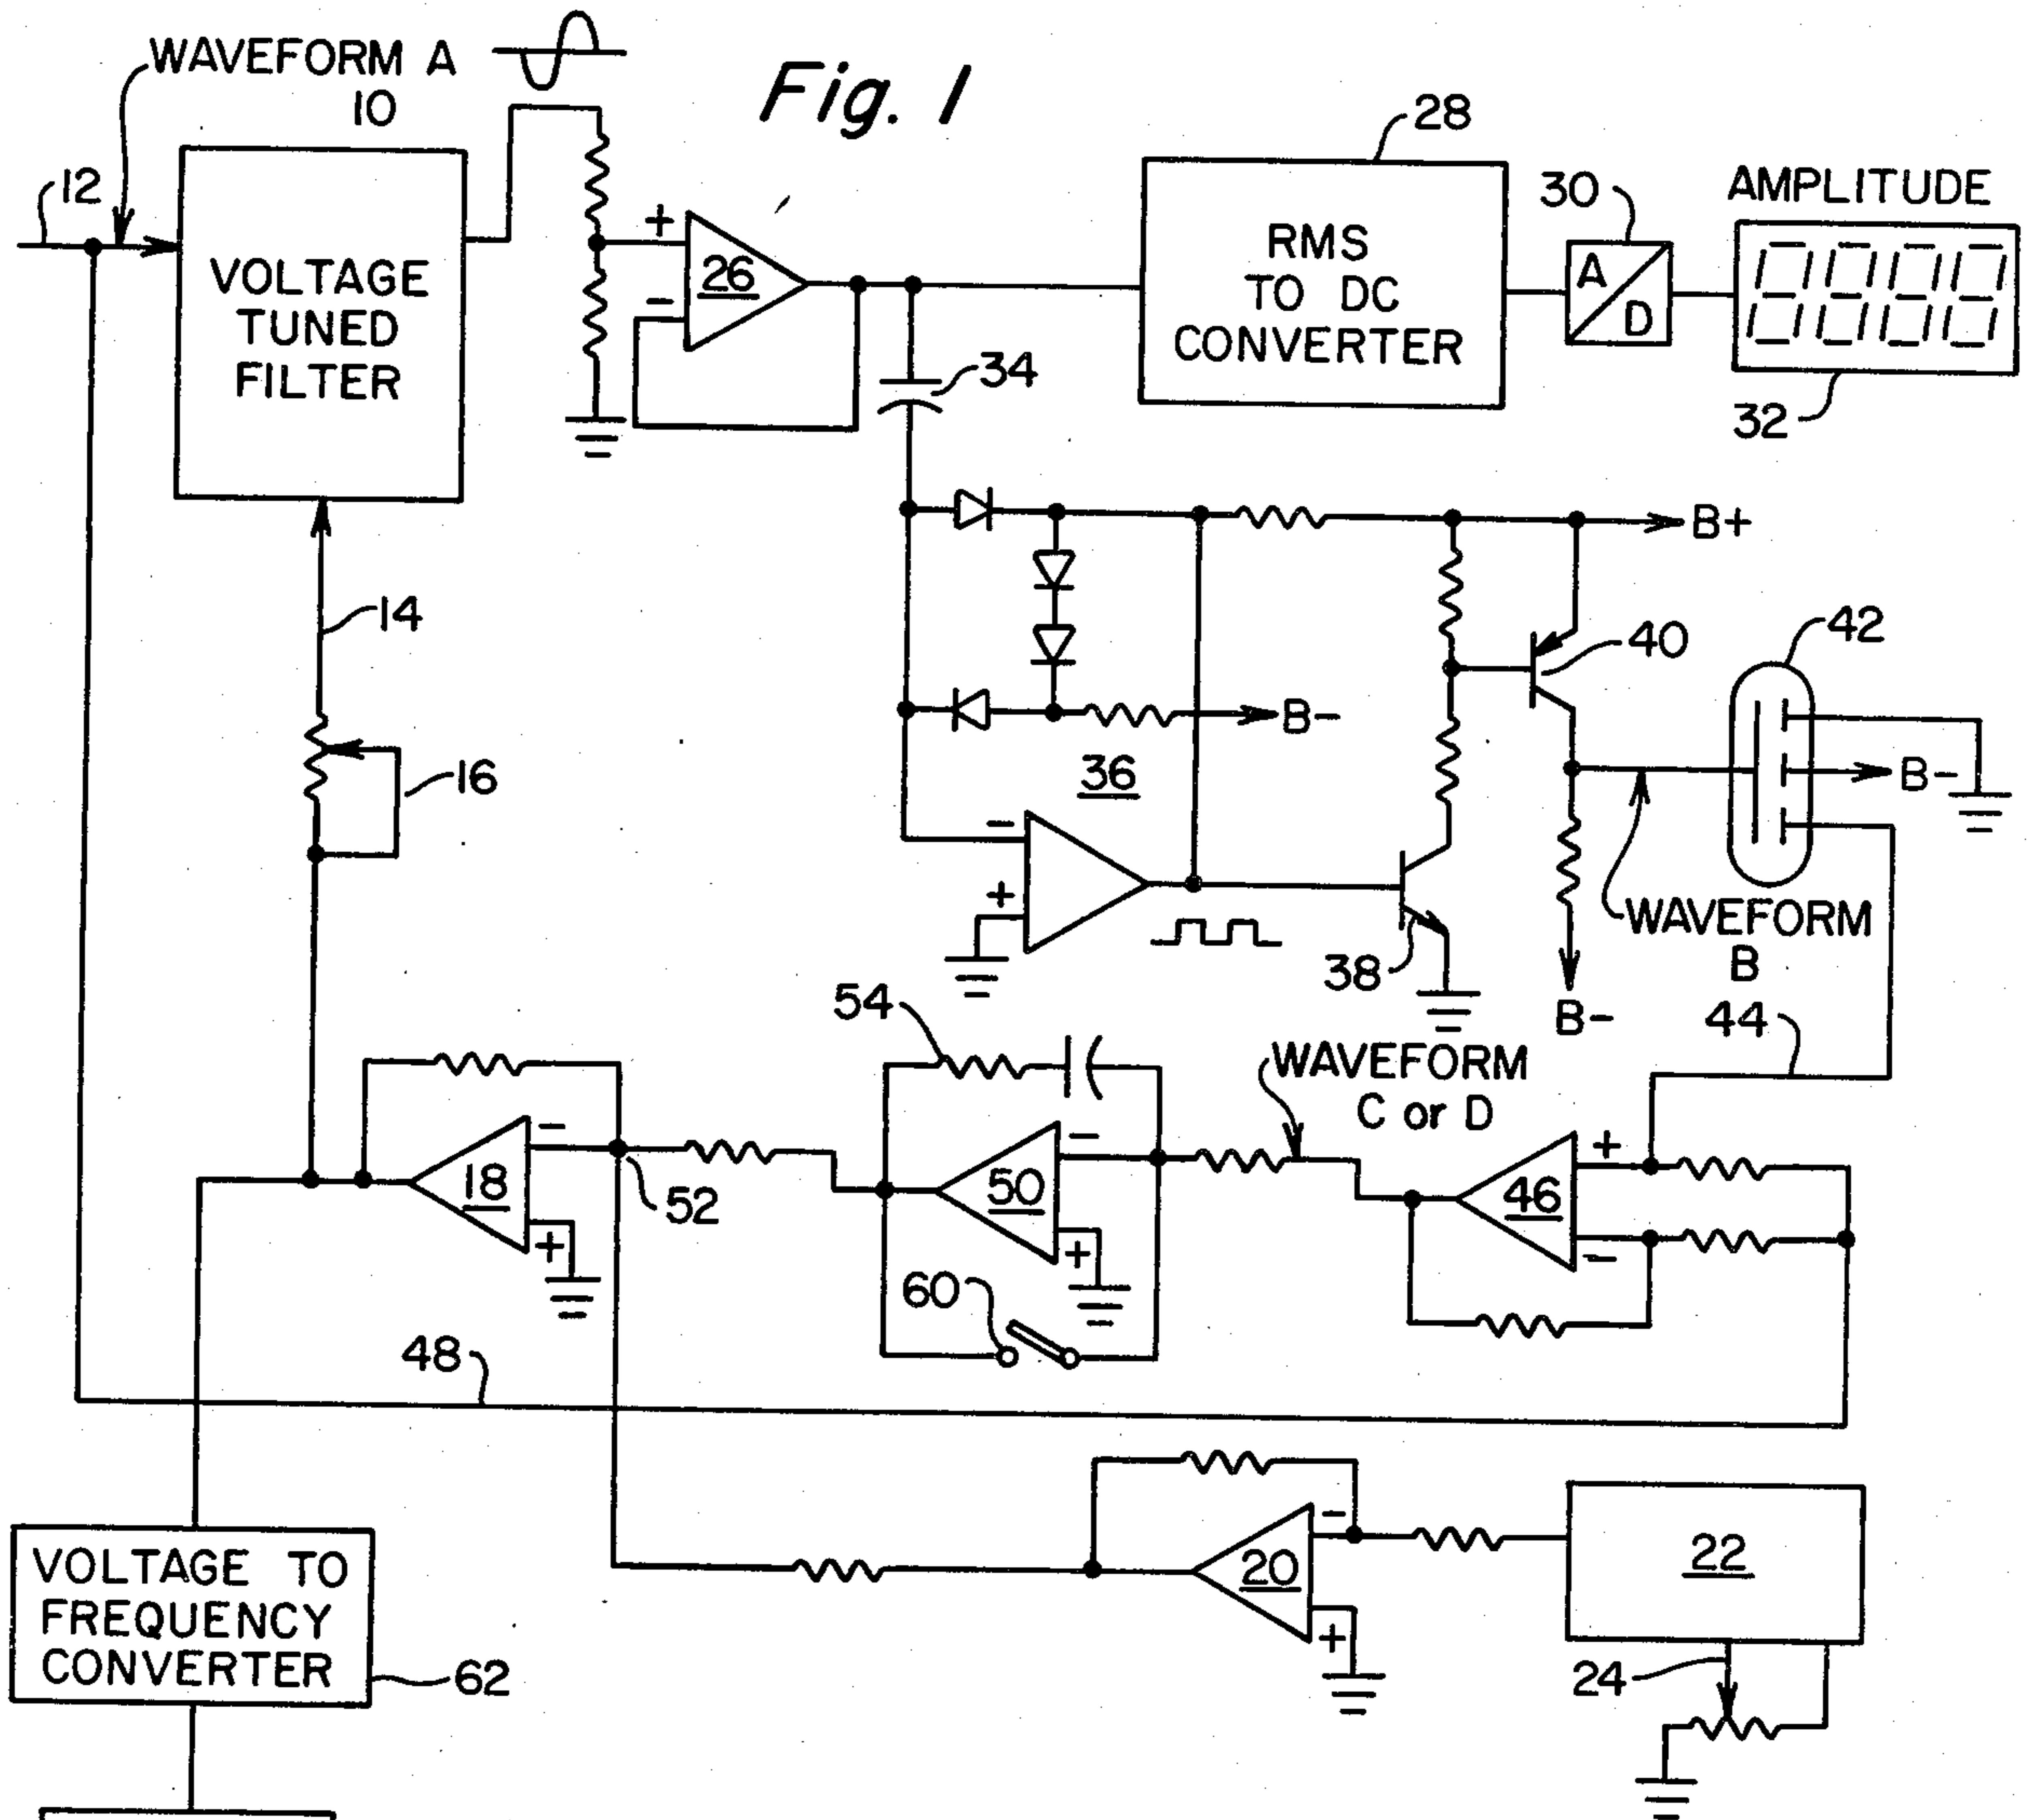 WAVEFORM A
10
Fig. 1
28
12
30
AMPLITUDE
VOLTAGE
TUNED
FILTER
+
-
26
RMS
TO DC
CONVERTER
A
D
8888
34
32
B+
14
40
42
B-
16
36
B-
-
+
WAVEFORM
B
38
B-
54
44
WAVEFORM
C or D
-
18
+
52
-
50
+
+
46
-
60
48
-
20
+
22
VOLTAGE TO
FREQUENCY
CONVERTER
62
24